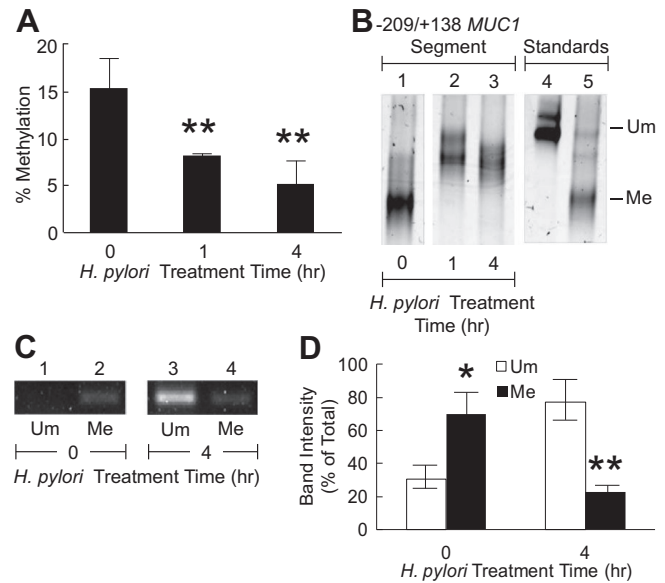 A
20
15
10
5
0
% Methylation
**
**
0 1 4
H. pylori Treatment Time (hr)
B
-209/+138 MUC1
Segment Standards
1 2 3 4 5
Um
Me
0 1 4
H. pylori Treatment
Time (hr)
C
1 2 3 4
Um Me Um Me
0 4
H. pylori Treatment Time (hr)
D
100
80
60
40
20
0
Band Intensity
(% of Total)
Um
Me
*
**
0 4
H. pylori Treatment Time (hr)